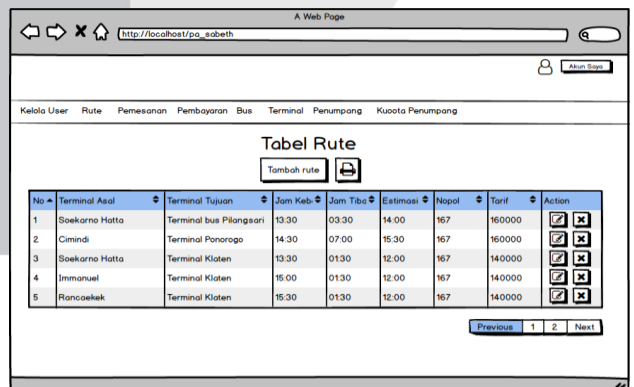 A Web Page
http://localhost/pa_sabeth
Akun Saya
Kelola User Rute Pemesanan Pembayaran Bus Terminal Penumpang Kuoota Penumpang
Tabel Rute
Tambah rute
No Terminal Asal Terminal Tujuan Jam Keb Jam Tiba Estimasi Nopol Tarif Action
1 Soekarno Hatta Terminal bus Pilangsari 13:30 03:30 14:00 167 160000
2 Cimindi Terminal Ponorogo 14:30 07:00 15:30 167 160000
3 Soekarno Hatta Terminal Klaten 13:30 01:30 12:00 167 140000
4 Immanuel Terminal Klaten 15:00 01:30 12:00 167 140000
5 Rancaekek Terminal Klaten 15:30 01:30 12:00 167 140000
Previous 1 2 Next